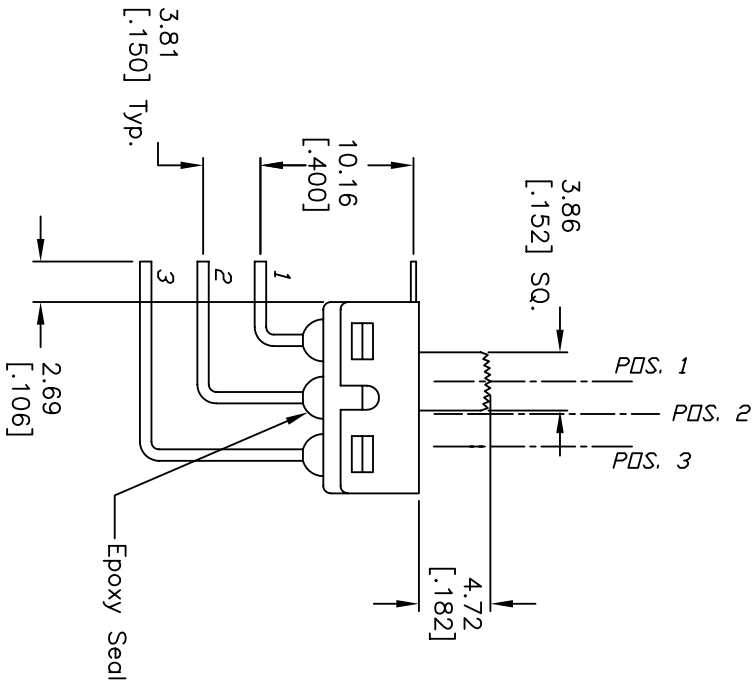 3.81
[.150] Typ.
10.16
[.400]
3.86
[.152] SQ.
POS. 1
POS. 2
POS. 3
1
2
3
2.69
[.106]
4.72
[.182]
Epoxy Seal